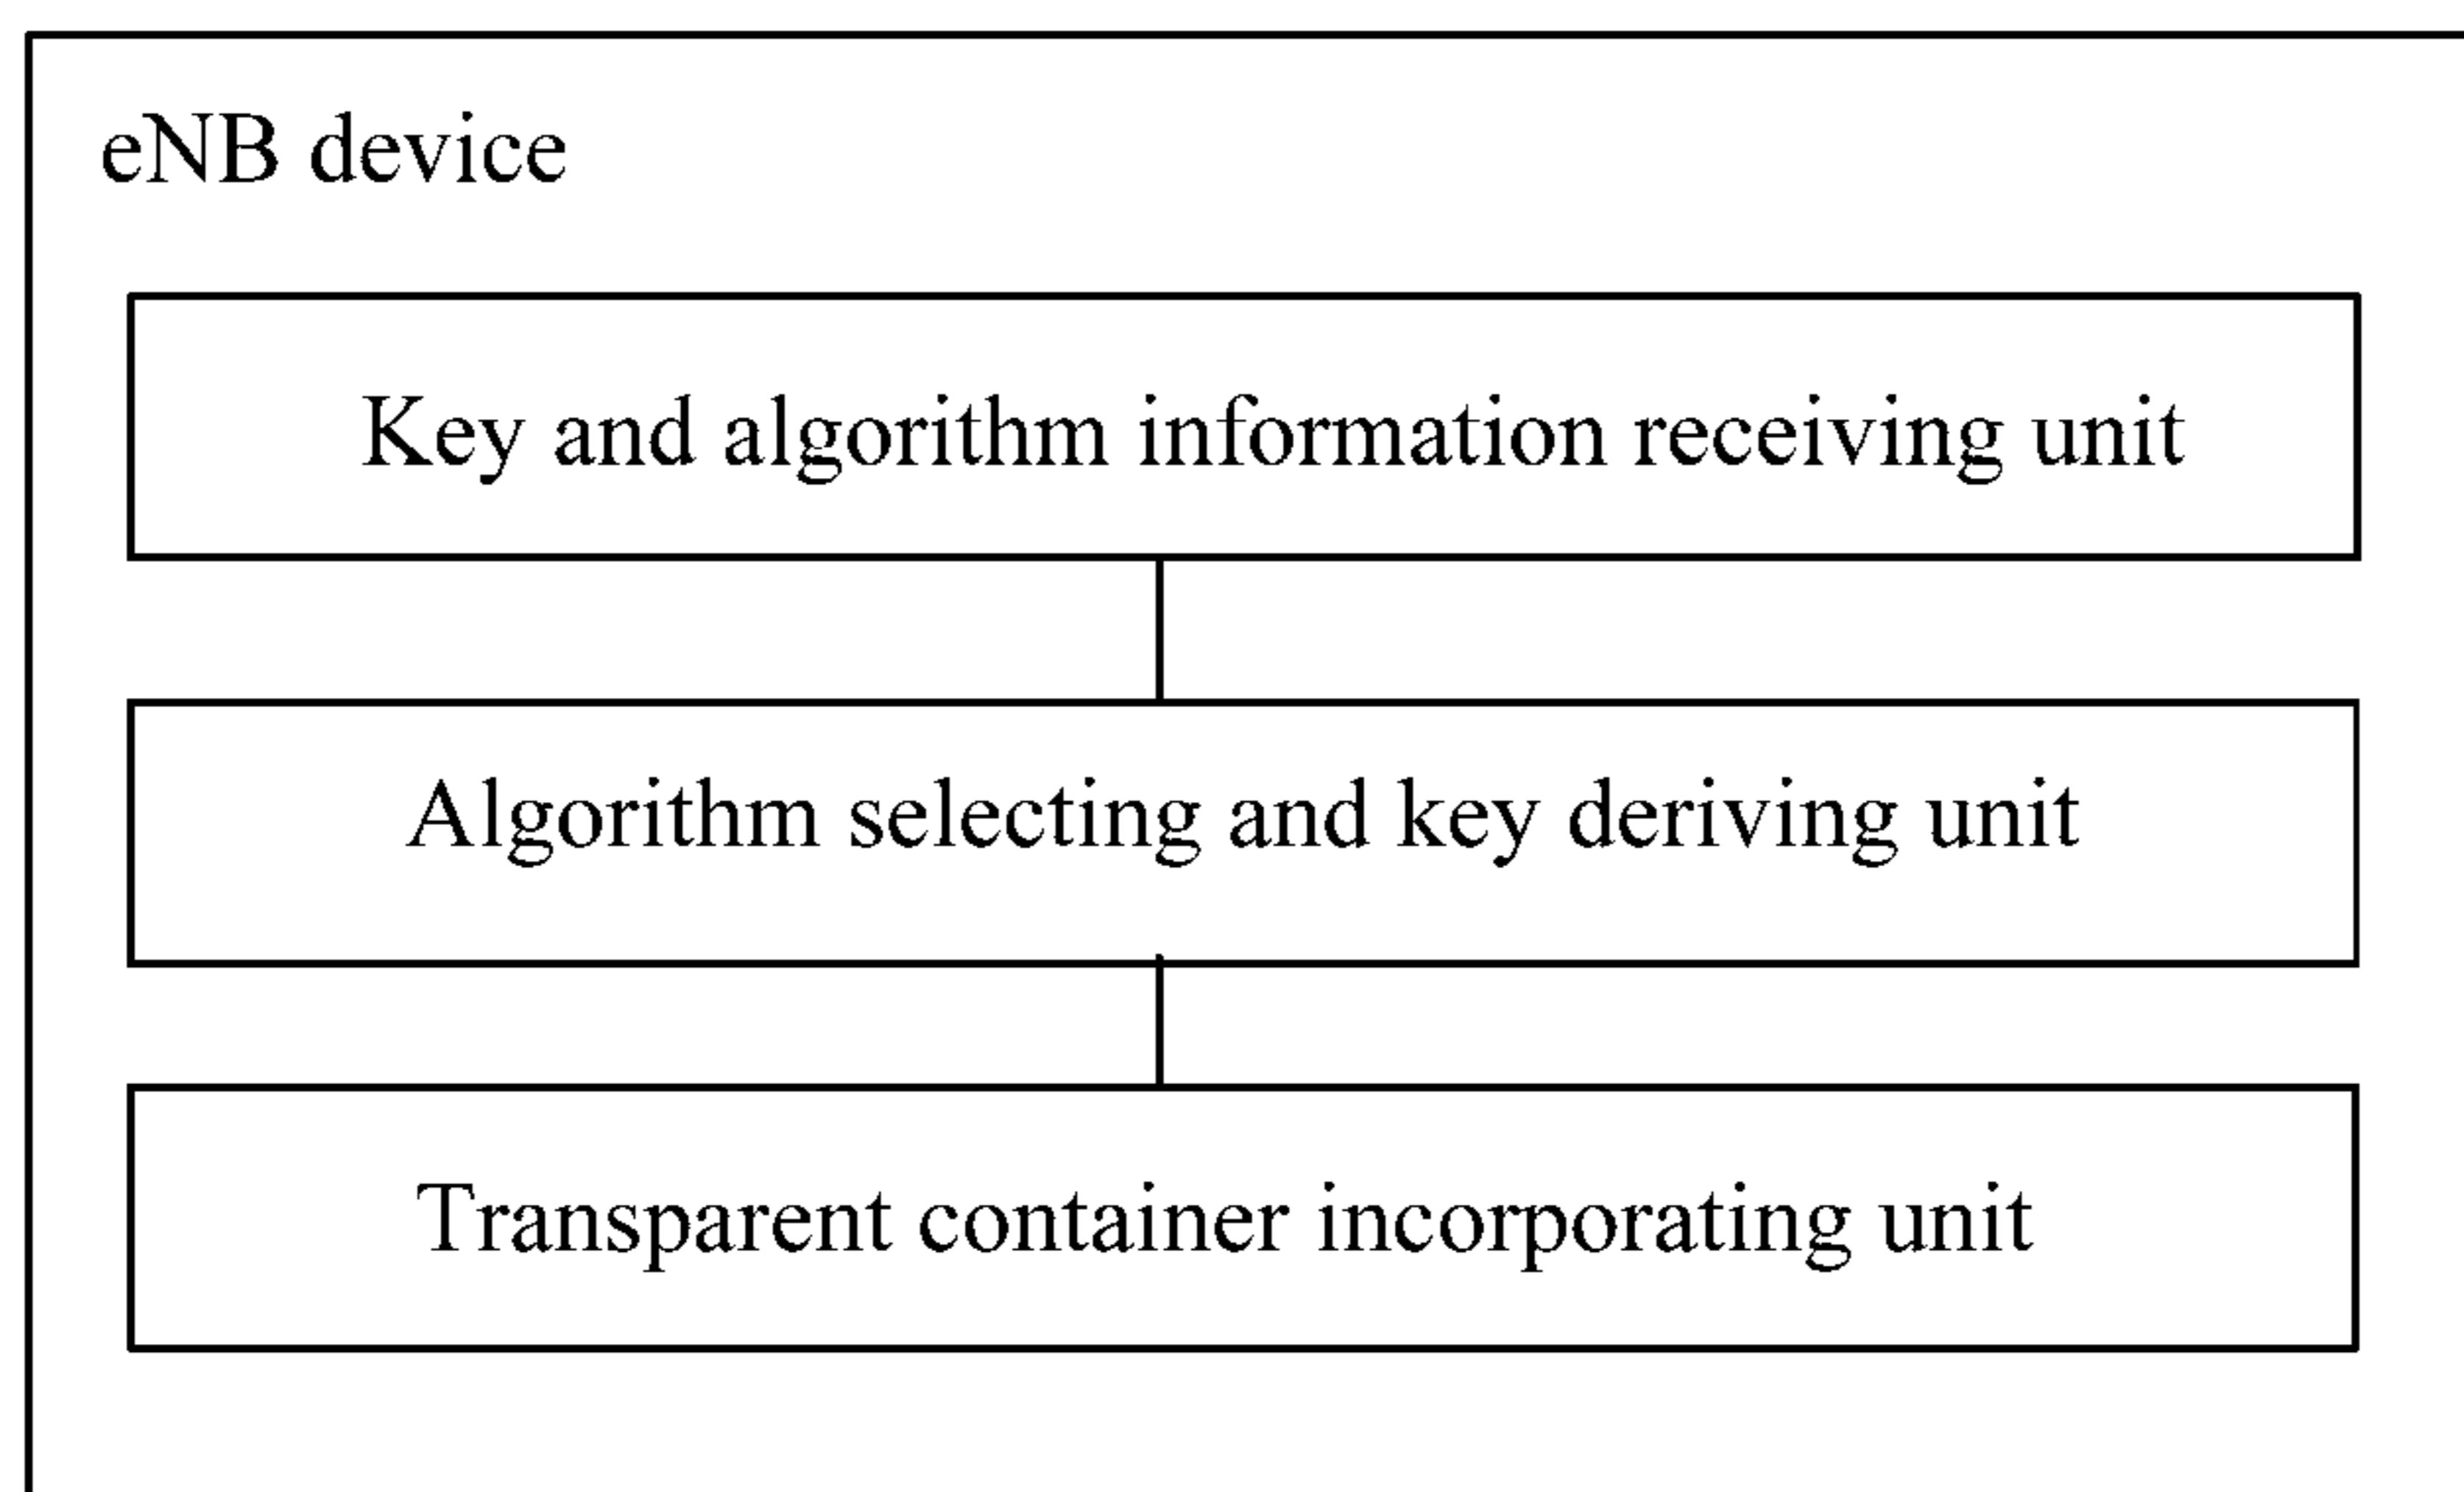 eNB device
Key and algorithm information receiving unit
Algorithm selecting and key deriving unit
Transparent container incorporating unit